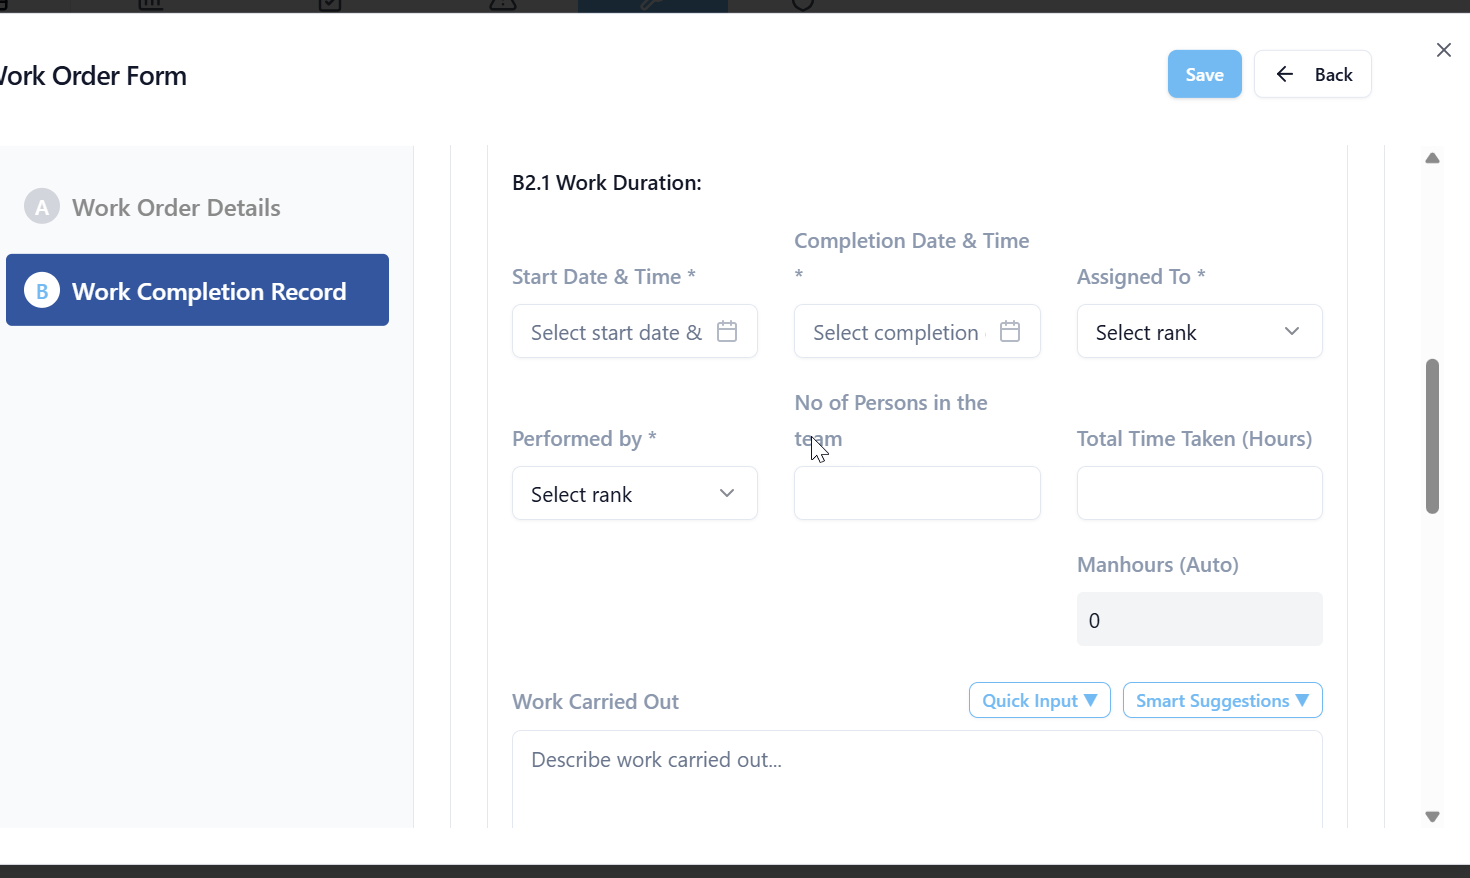 Work Order Form
Save
Back
A
Work Order Details
B
Work Completion Record
B2.1 Work Duration:
Start Date & Time *
Completion Date & Time
*
Assigned To *
Select start date &
Select completion
Select rank
Performed by *
No of Persons in the
team
Total Time Taken (Hours)
Select rank
Manhours (Auto)
0
Work Carried Out
Quick Input ▼
Smart Suggestions ▼
Describe work carried out...